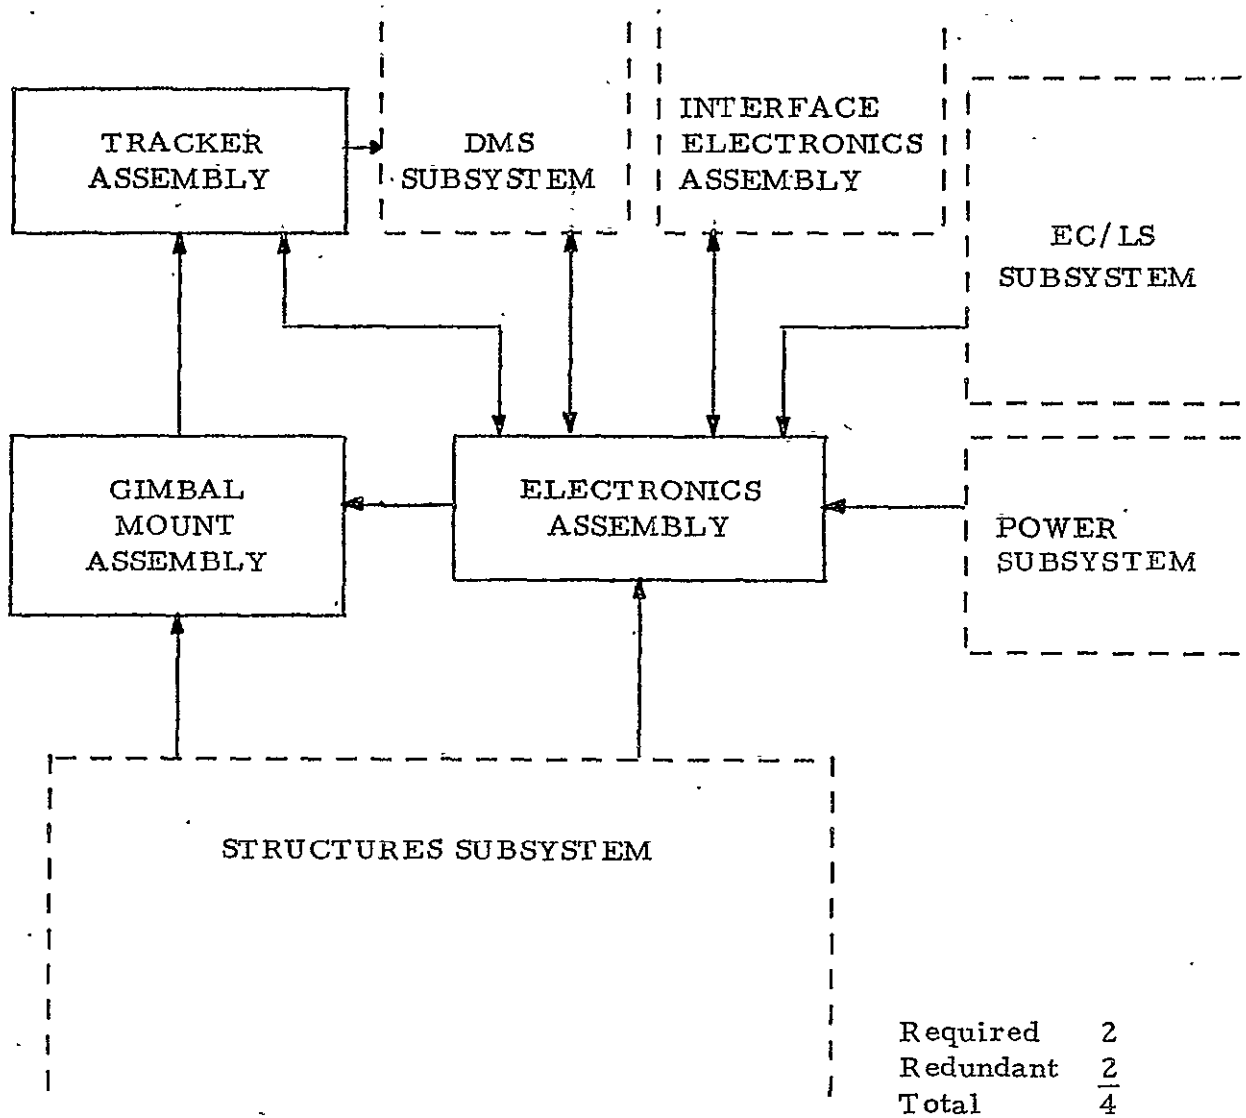 TRACKER
ASSEMBLY
DMS
SUBSYSTEM
INTERFACE
ELECTRONICS
ASSEMBLY
EC/LS
SUBSYSTEM
GIMBAL
MOUNT
ASSEMBLY
ELECTRONICS
ASSEMBLY
POWER
SUBSYSTEM
STRUCTURES SUBSYSTEM
Required 2
Redundant 2
Total 4